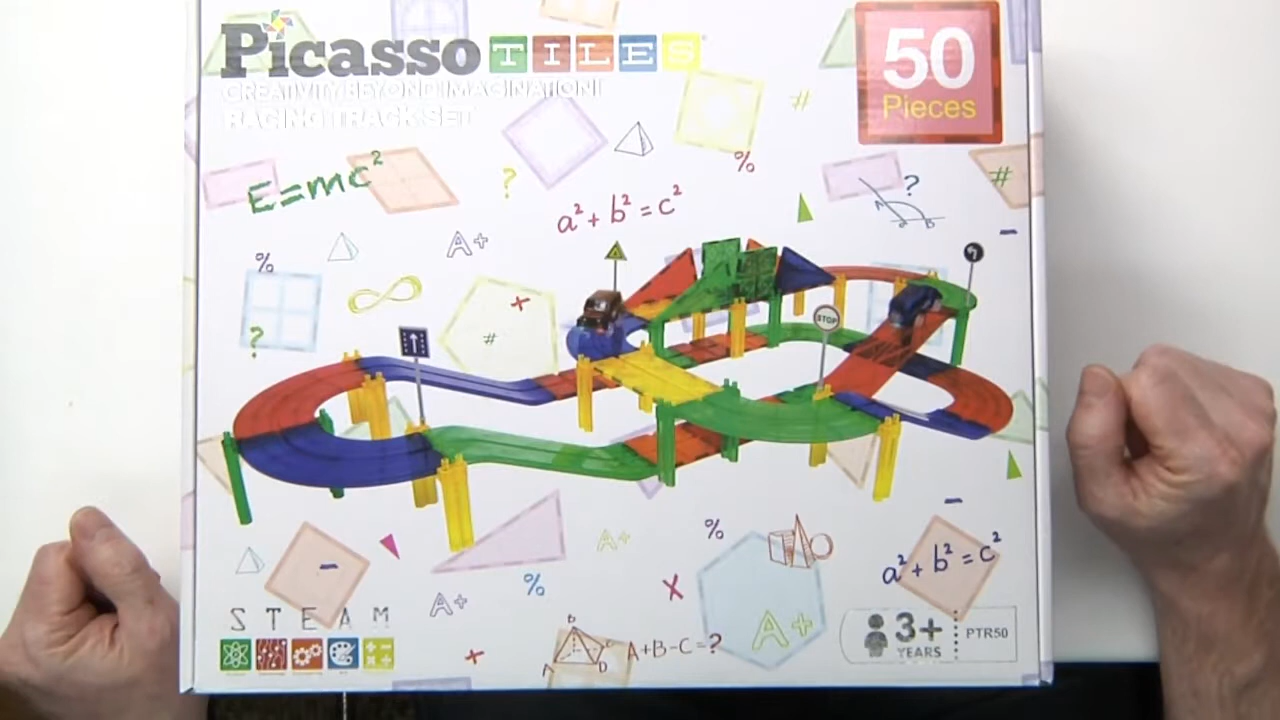 Picasso TILES
CREATIVITY BEYOND IMAGINATION!
RACING TRACK SET
50
Pieces
#
%
E=mc²
?
a²+b²=c²
?
#
%
A+
-
?
#
STOP
A+
%
-
-
A+
%
a²+b²=c²
A+
A+B-C=?
B
A
D
STEAM
3+
YEARS
PTR50